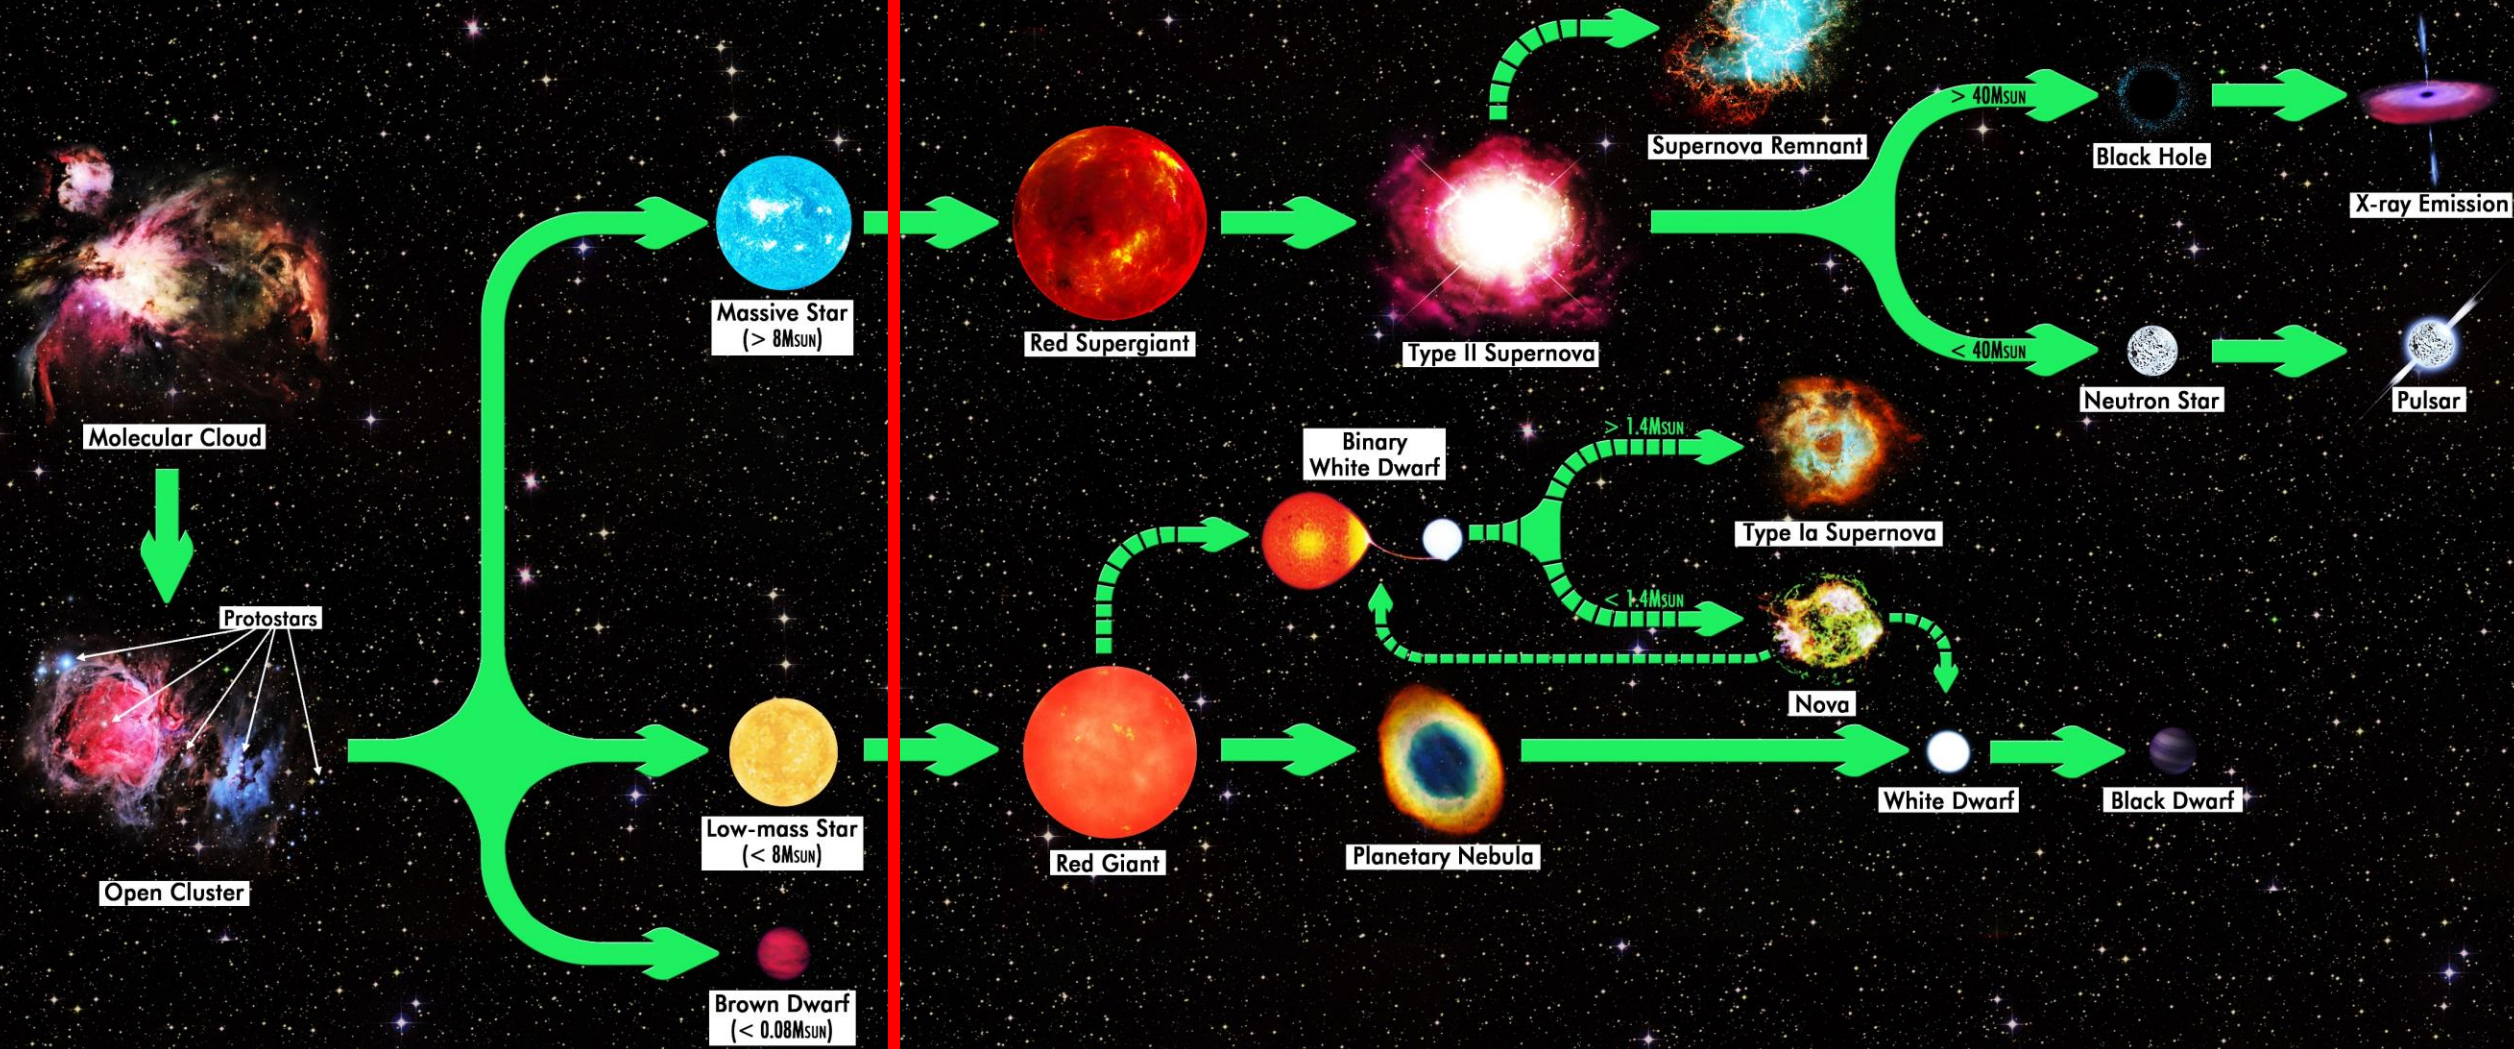 Supernova Remnant
> 40MSUN
Black Hole
X-ray Emission
Massive Star
(> 8MSUN)
Red Supergiant
Type II Supernova
< 40MSUN
Neutron Star
Pulsar
Molecular Cloud
Binary
White Dwarf
> 1.4MSUN
Type Ia Supernova
< 1.4MSUN
Protostars
Nova
Open Cluster
Low-mass Star
(< 8MSUN)
Red Giant
Planetary Nebula
White Dwarf
Black Dwarf
Brown Dwarf
(< 0.08MSUN)